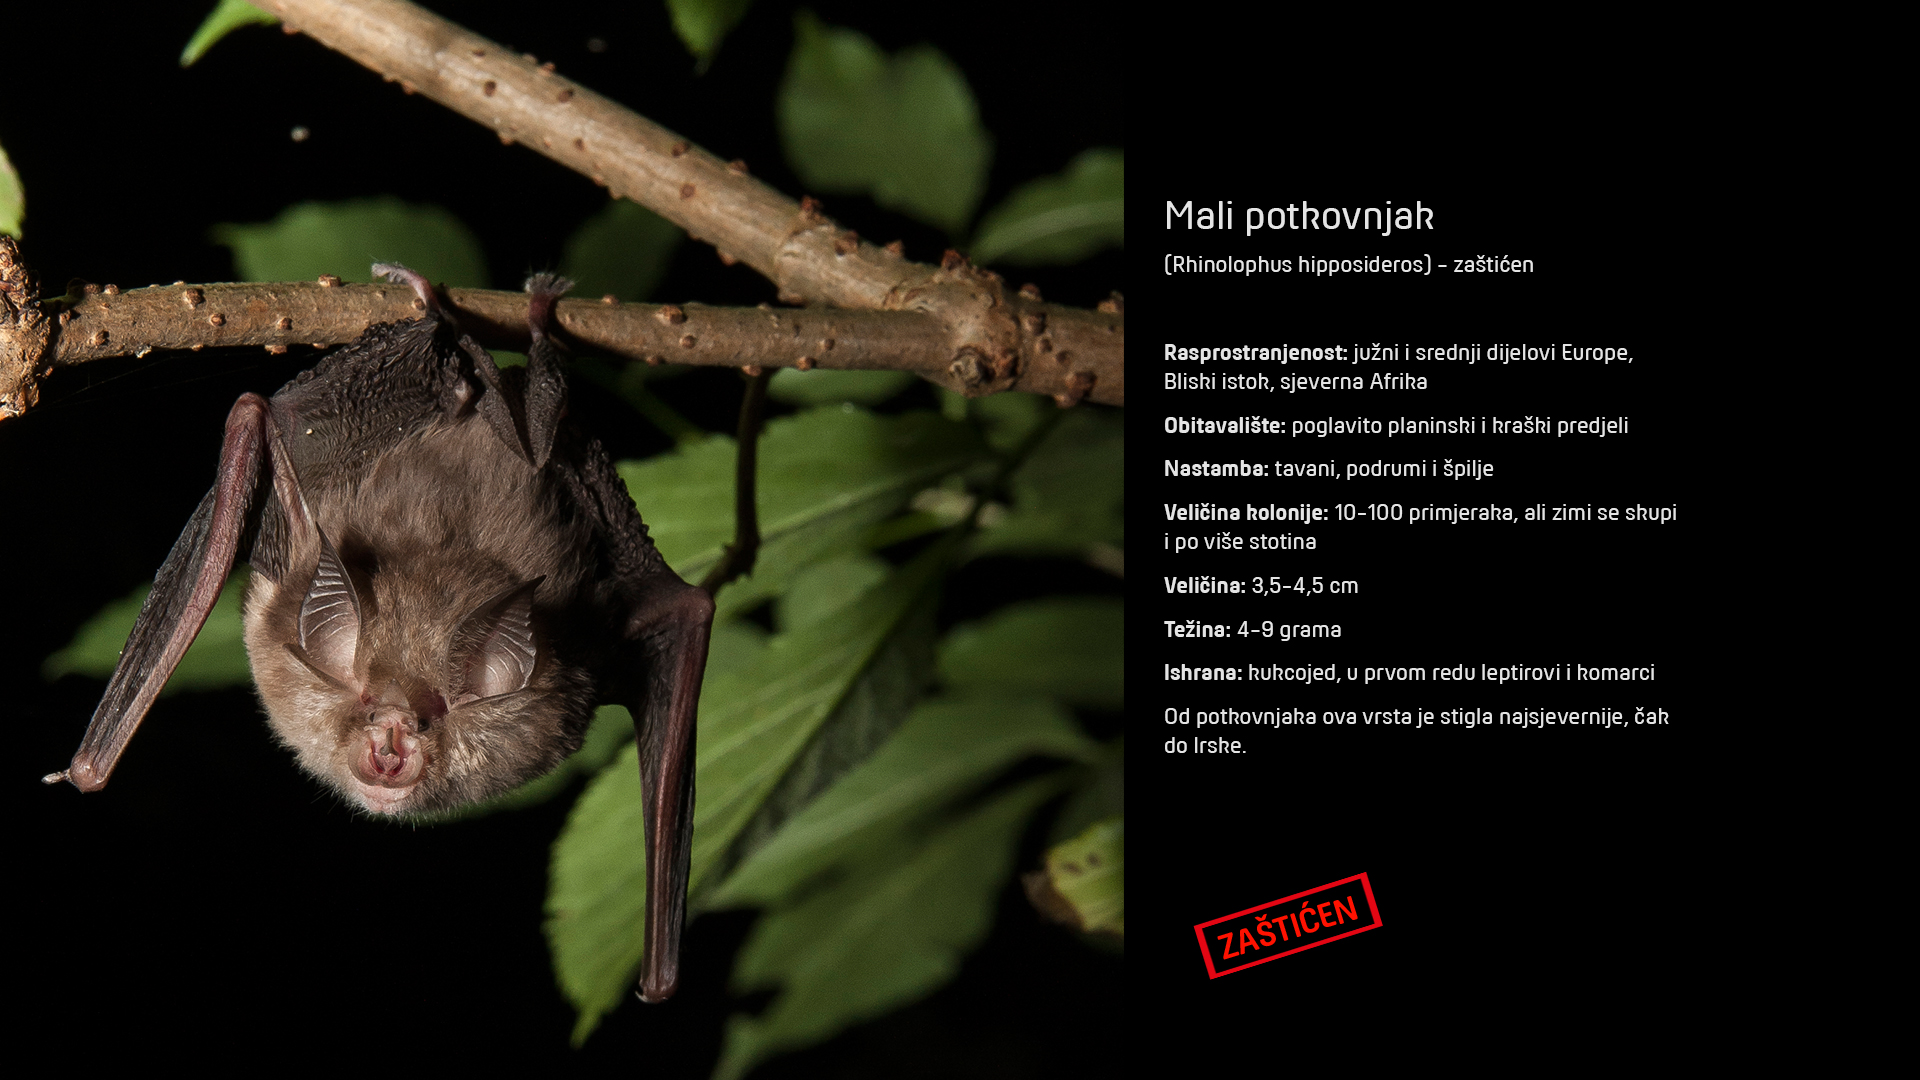 Mali potkovnjak
(Rhinolophus hipposideros) – zaštićen
Rasprostranjenost: južni i srednji dijelovi Europe,
Bliski istok, sjeverna Afrika
Obitavalište: poglavito planinski i kraški predjeli
Nastamba: tavani, podrumi i špilje
Veličina kolonije: 10–100 primjeraka, ali zimi se skupi
i po više stotina
Veličina: 3,5–4,5 cm
Težina: 4–9 grama
Ishrana: kukcojed, u prvom redu leptirovi i komarci
Od potkovnjaka ova vrsta je stigla najsjevernije, čak
do Irske.
ZAŠTIĆEN